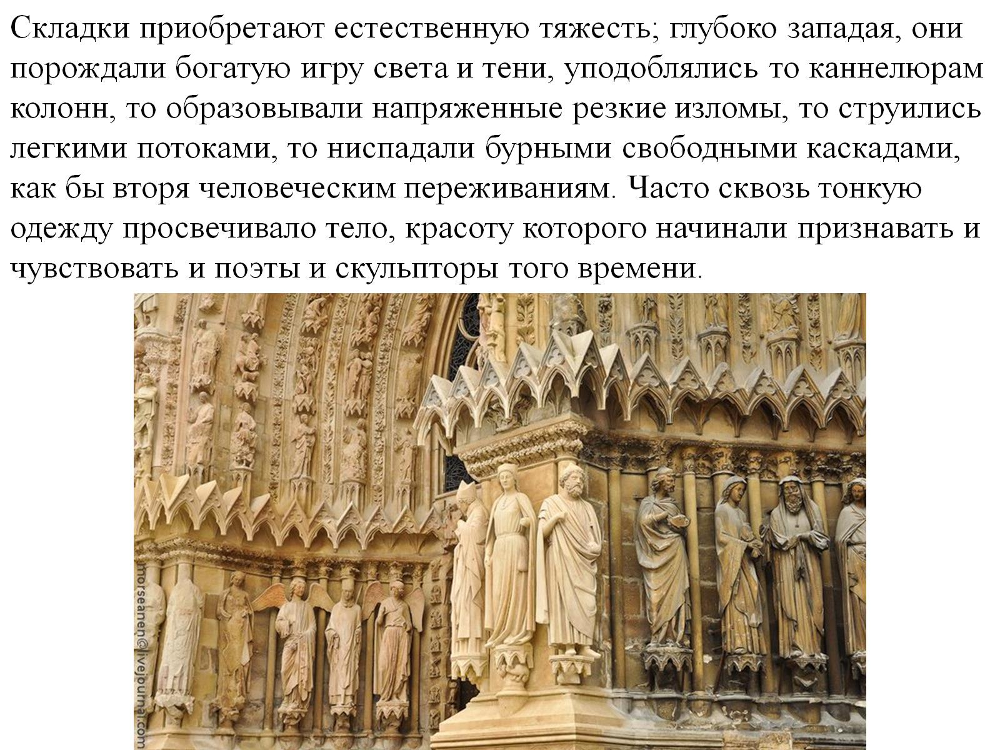 Складки приобретают естественную тяжесть; глубоко западая, они
порождали богатую игру света и тени, уподоблялись то каннелюрам
колонн, то образовывали напряженные резкие изломы, то струились
легкими потоками, то ниспадали бурными свободными каскадами,
как бы вторя человеческим переживаниям. Часто сквозь тонкую
одежду просвечивало тело, красоту которого начинали признавать и
чувствовать и поэты и скульпторы того времени.
morseanen@livejournal.com